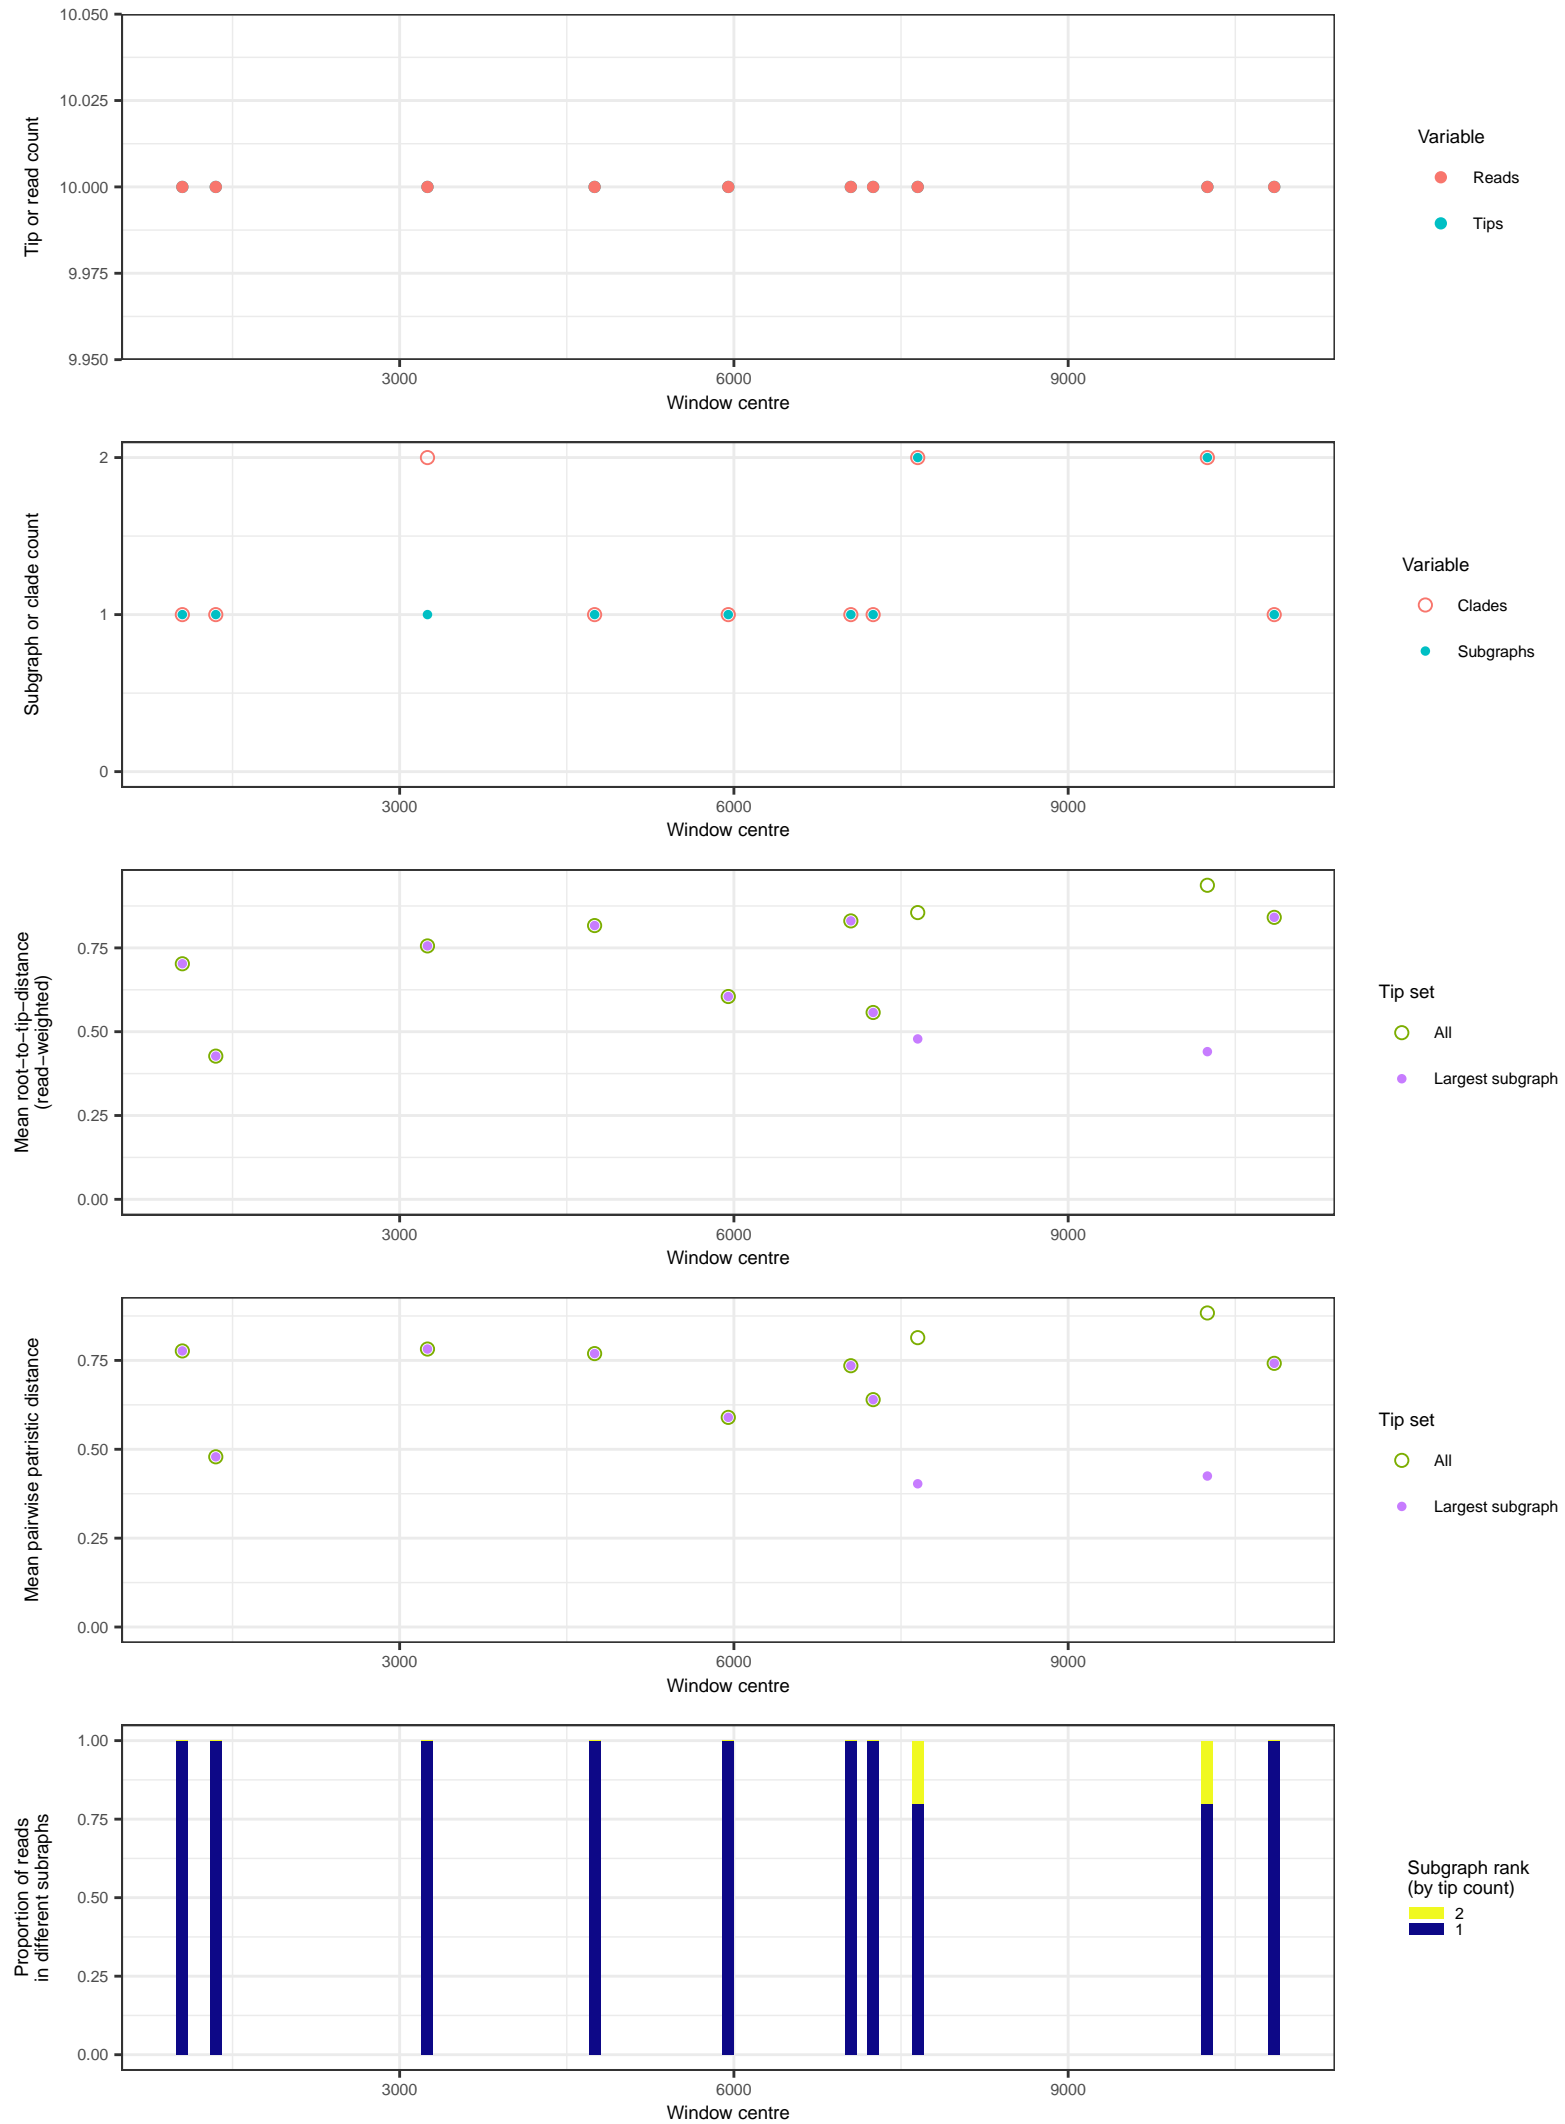 10.050
10.025
10.000
9.975
9.950
Tip or read count
3000 6000 9000
Window centre
Variable
Reads
Tips
2
1
0
Subgraph or clade count
3000 6000 9000
Window centre
Variable
Clades
Subgraphs
0.75
0.50
0.25
0.00
Mean root−to−tip−distance
(read−weighted)
3000 6000 9000
Window centre
Tip set
All
Largest subgraph
0.75
0.50
0.25
0.00
Mean pairwise patristic distance
3000 6000 9000
Window centre
Tip set
All
Largest subgraph
1.00
0.75
0.50
0.25
0.00
Proportion of reads
in different subraphs
3000 6000 9000
Window centre
Subgraph rank
(by tip count)
2
1